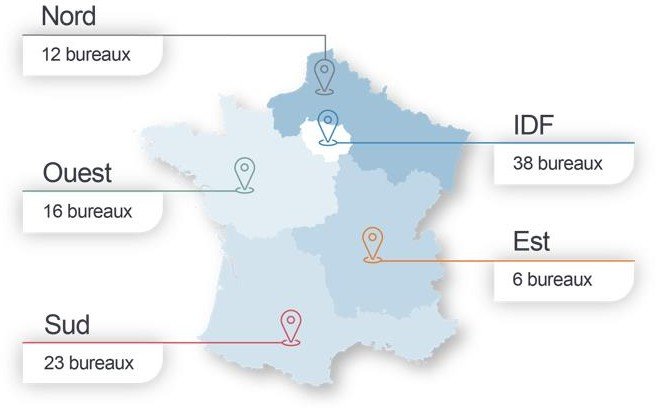 Nord
12 bureaux
IDF
38 bureaux
Ouest
16 bureaux
Est
6 bureaux
Sud
23 bureaux